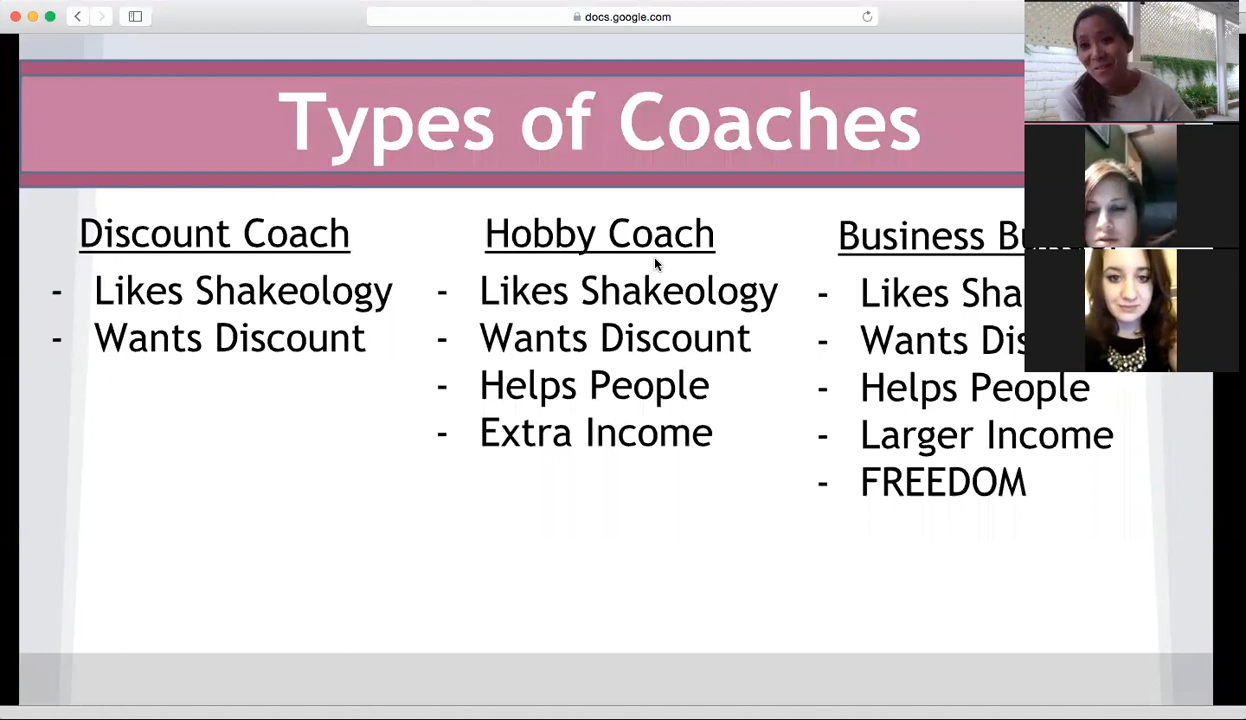 docs.google.com
Types of Coaches
Discount Coach
- Likes Shakeology
- Wants Discount
Hobby Coach
- Likes Shakeology
- Wants Discount
- Helps People
- Extra Income
Business
- Likes
- Wants
- Helps People
- Larger Income
- FREEDOM